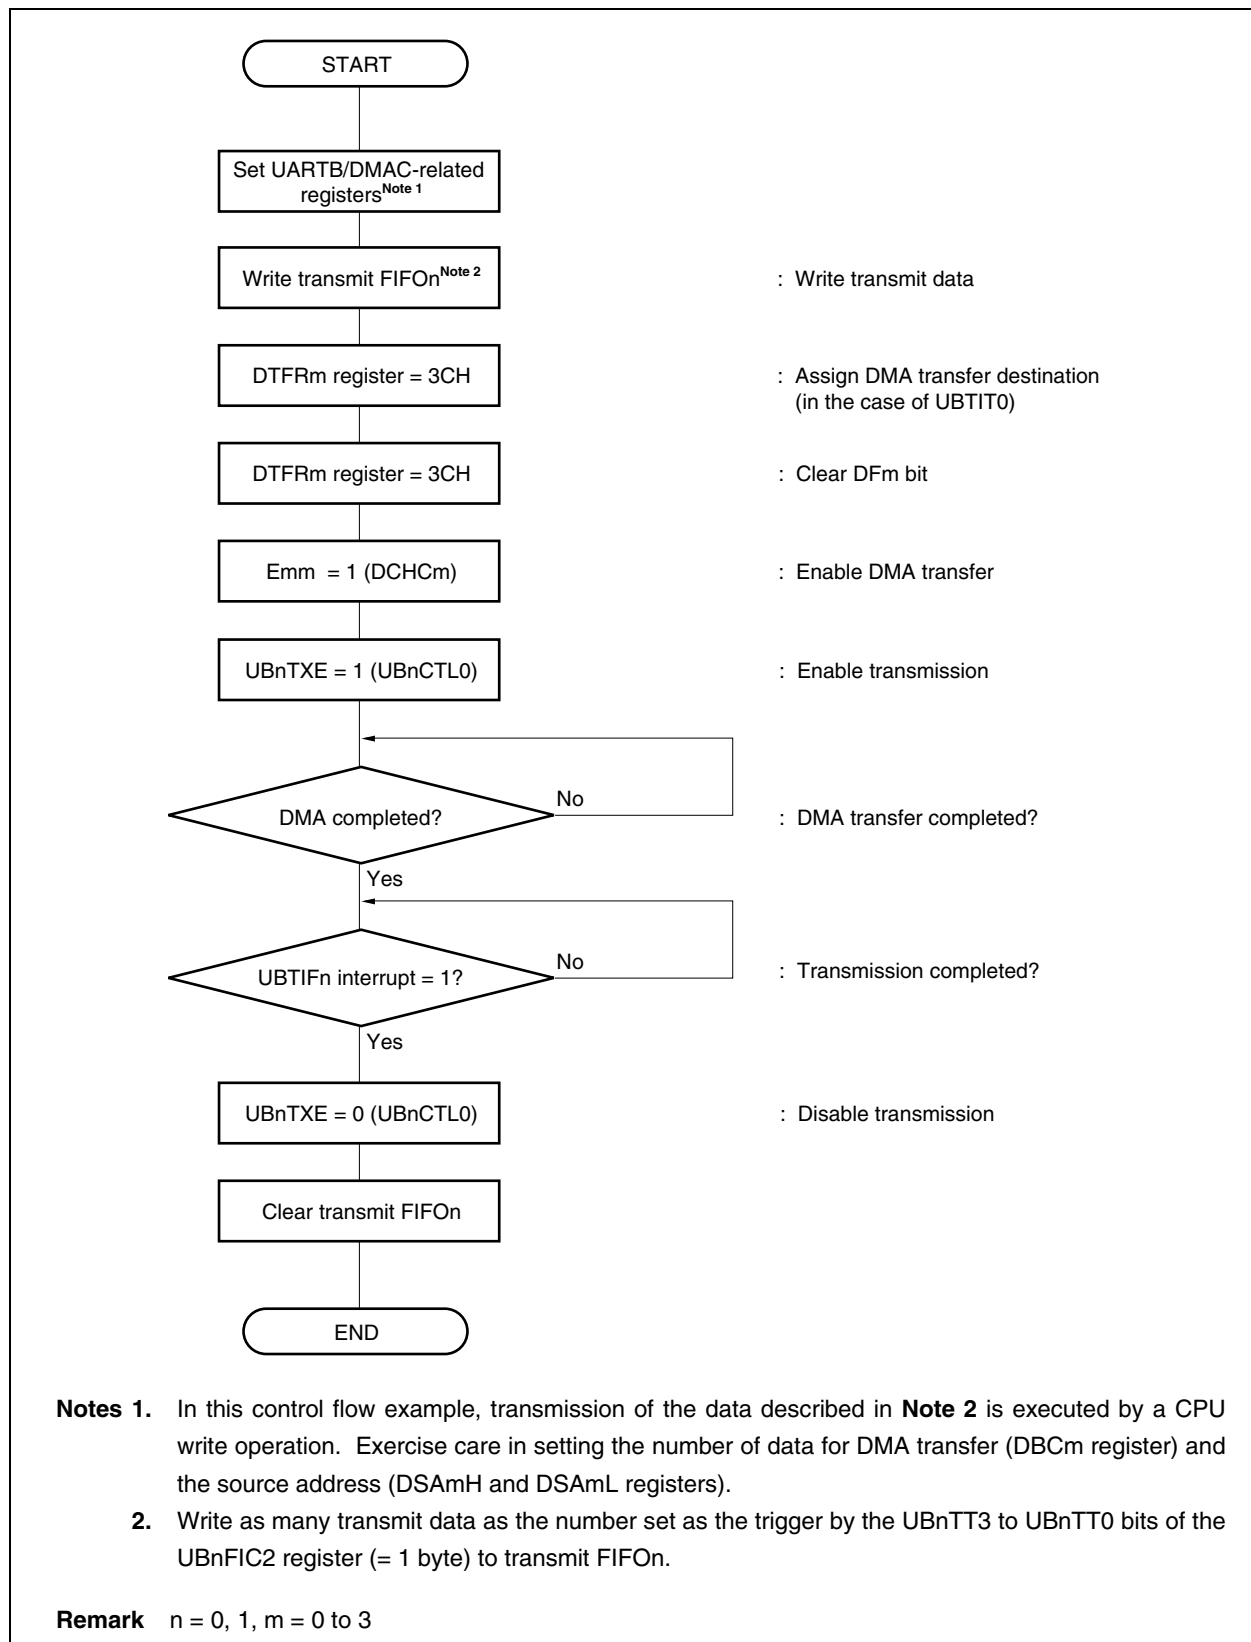 START
Set UARTB/DMAC-related
registersNote 1
Write transmit FIFOnNote 2
: Write transmit data
DTFRm register = 3CH
: Assign DMA transfer destination
(in the case of UBTIT0)
DTFRm register = 3CH
: Clear DFm bit
Emm = 1 (DCHCm)
: Enable DMA transfer
UBnTXE = 1 (UBnCTL0)
: Enable transmission
DMA completed?
No
: DMA transfer completed?
Yes
UBTIFn interrupt = 1?
No
: Transmission completed?
Yes
UBnTXE = 0 (UBnCTL0)
: Disable transmission
Clear transmit FIFOn
END
Notes 1. In this control flow example, transmission of the data described in Note 2 is executed by a CPU
write operation. Exercise care in setting the number of data for DMA transfer (DBCm register) and
the source address (DSAmH and DSAmL registers).
2. Write as many transmit data as the number set as the trigger by the UBnTT3 to UBnTT0 bits of the
UBnFIC2 register (= 1 byte) to transmit FIFOn.
Remark n = 0, 1, m = 0 to 3